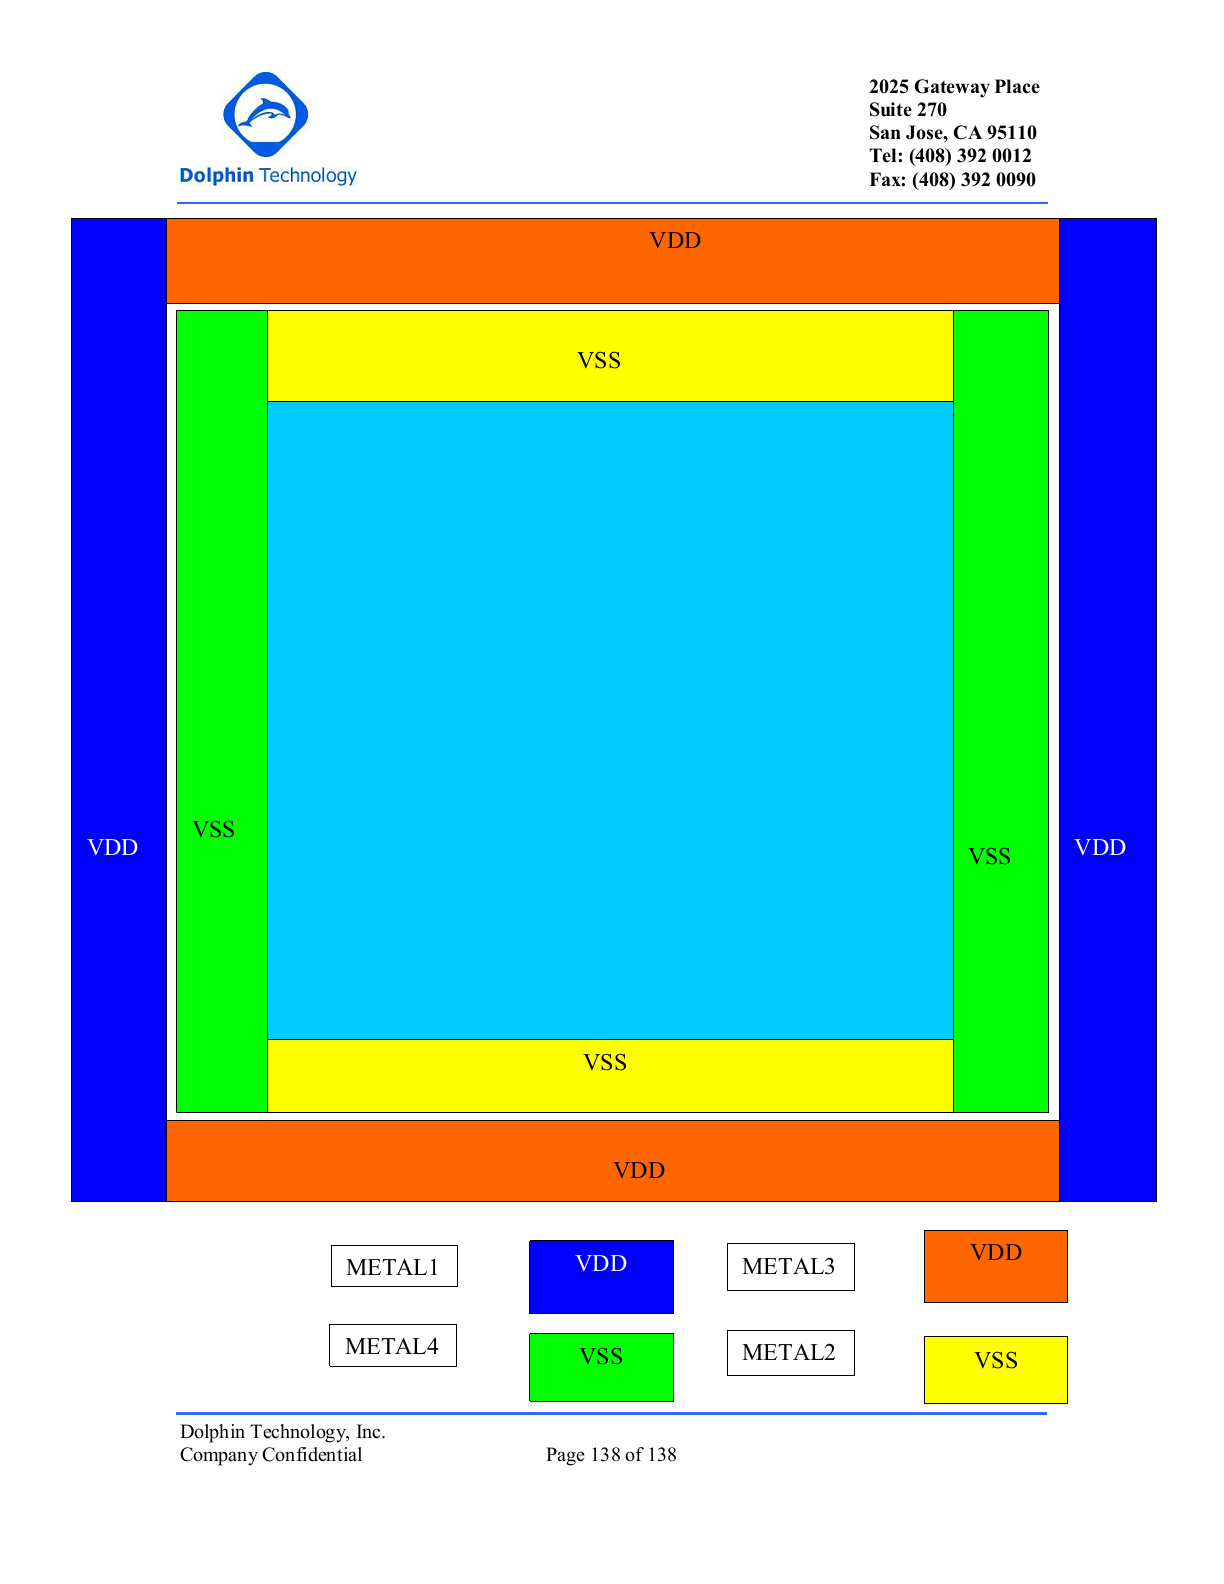 Dolphin Technology
2025 Gateway Place
Suite 270
San Jose, CA 95110
Tel: (408) 392 0012
Fax: (408) 392 0090
VDD
VSS
VSS
VDD
VDD
VSS
VSS
VDD
METAL1
VDD
METAL3
VDD
METAL4
VSS
METAL2
VSS
Dolphin Technology, Inc.
Company Confidential
Page 138 of 138